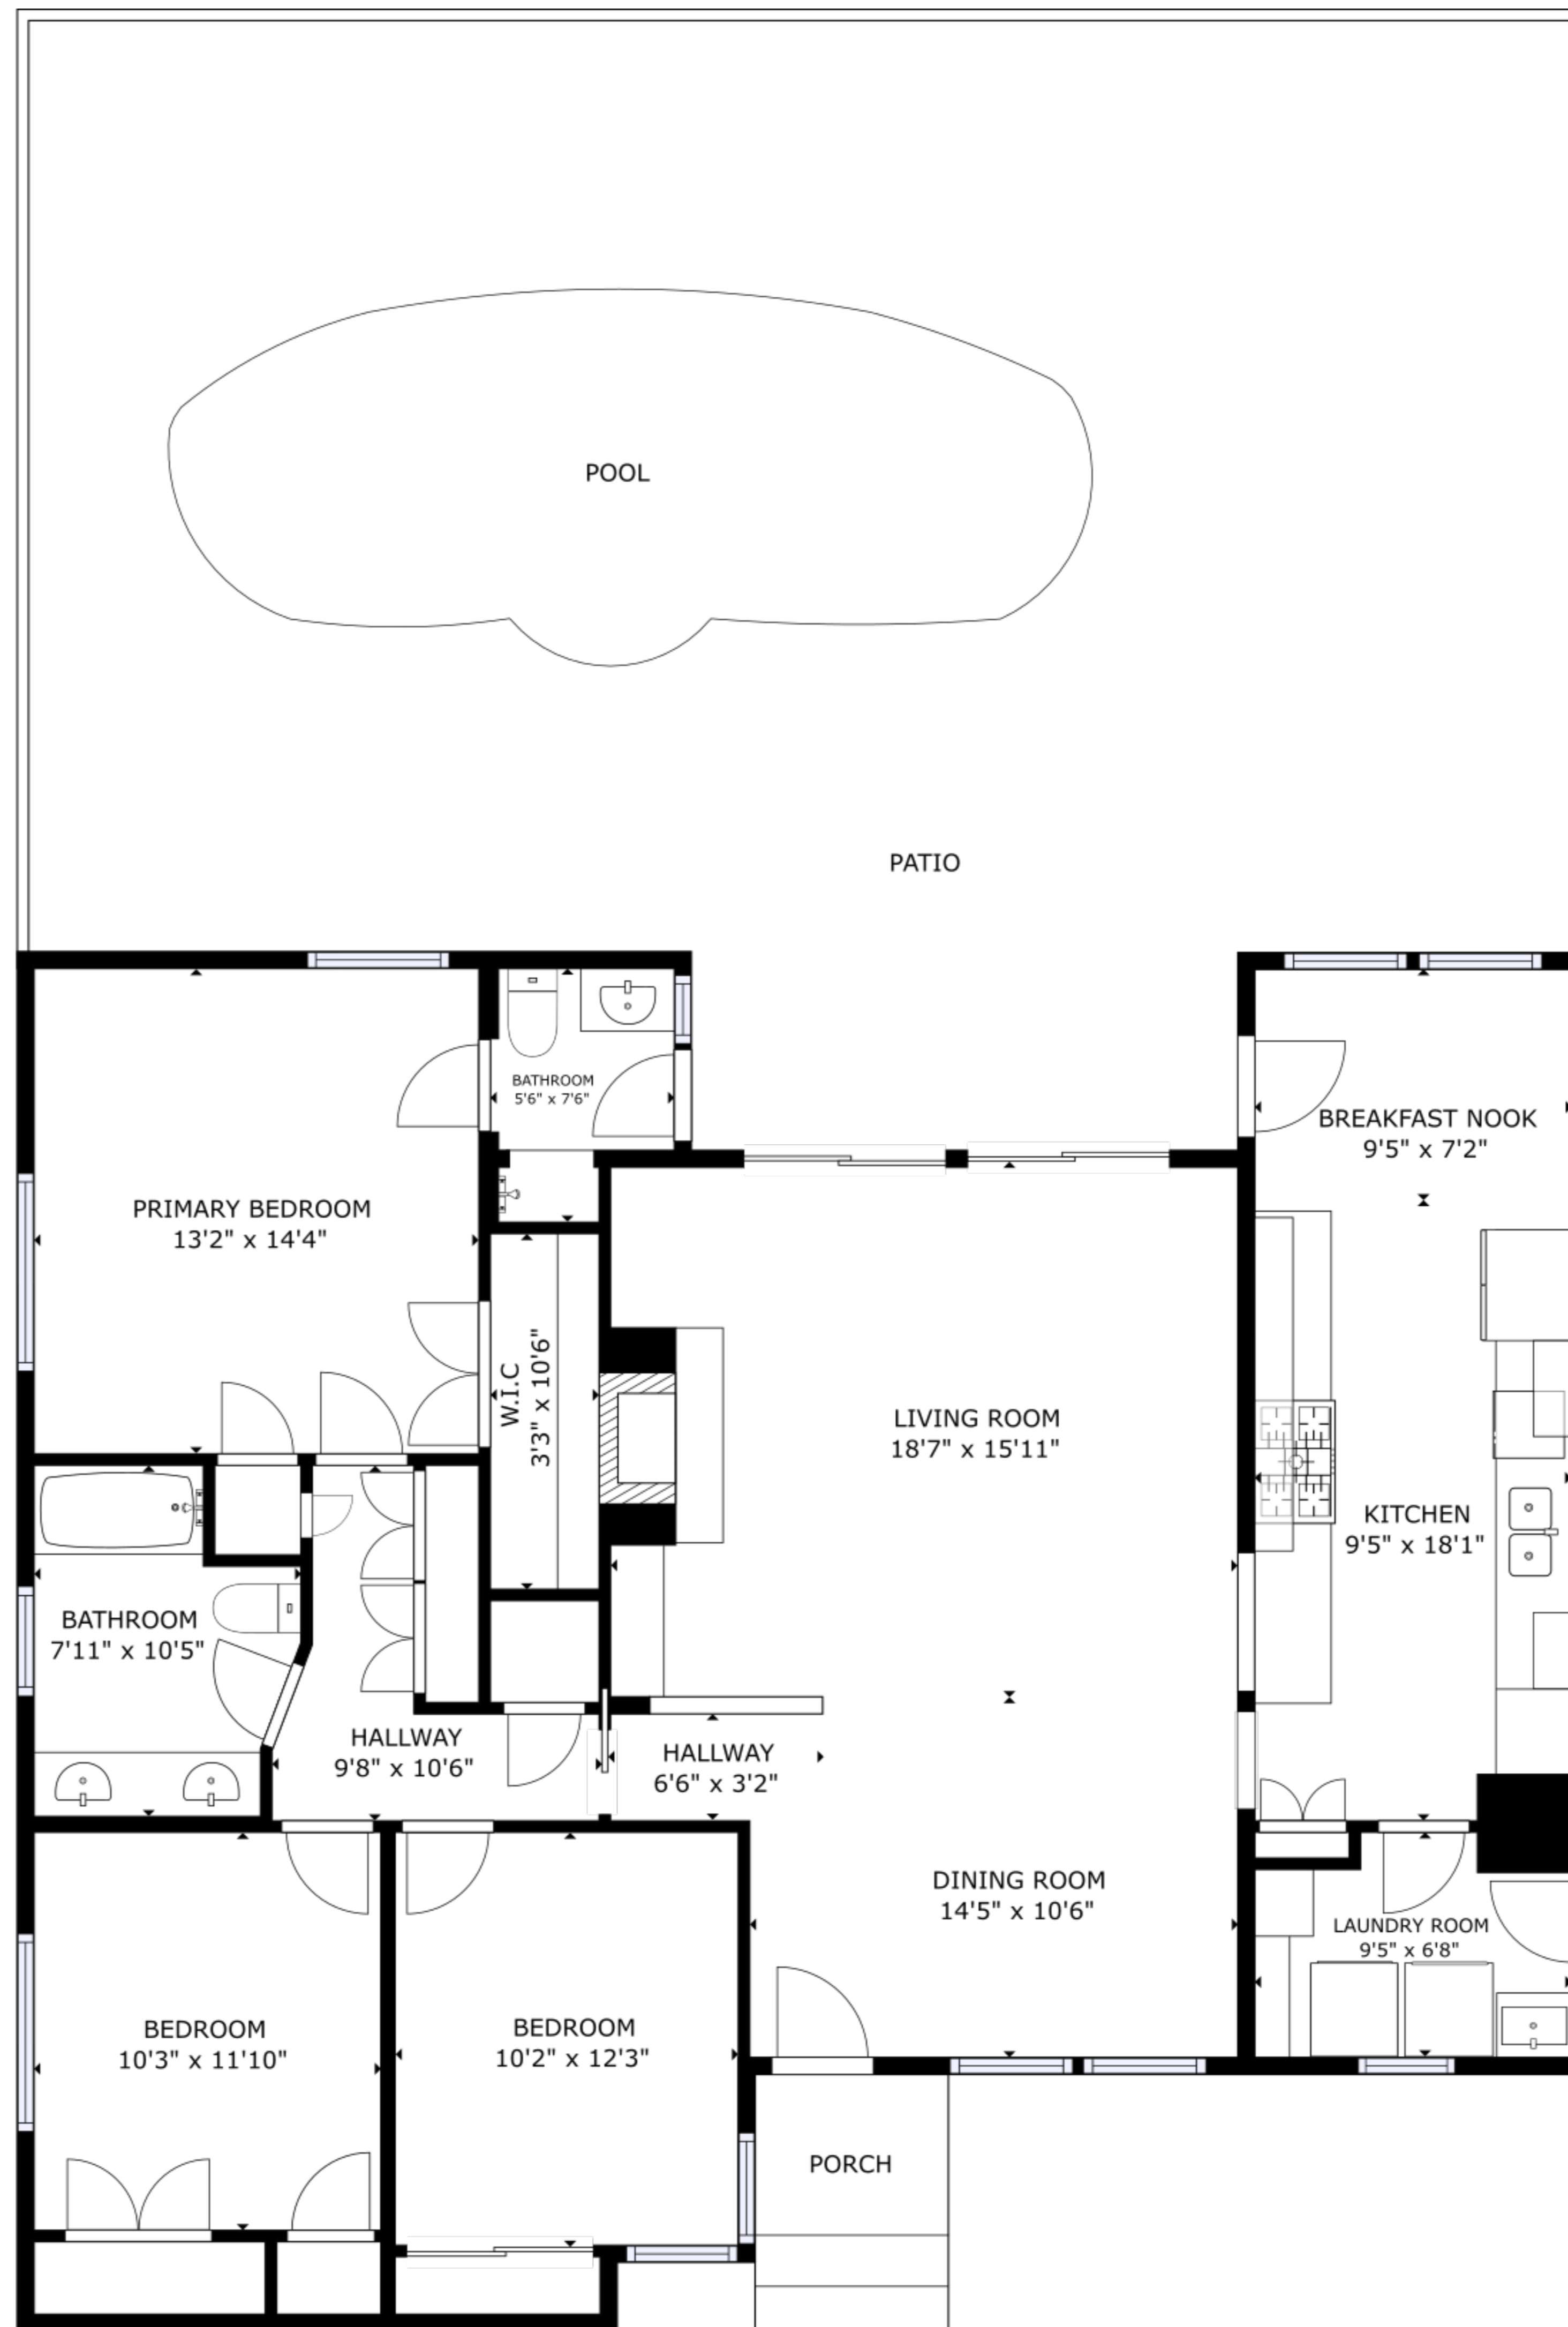 POOL
PATIO
BATHROOM
5'6" x 7'6"
BREAKFAST NOOK
9'5" x 7'2"
PRIMARY BEDROOM
13'2" x 14'4"
W.I.C
3'3" x 10'6"
LIVING ROOM
18'7" x 15'11"
KITCHEN
9'5" x 18'1"
BATHROOM
7'11" x 10'5"
HALLWAY
9'8" x 10'6"
HALLWAY
6'6" x 3'2"
DINING ROOM
14'5" x 10'6"
LAUNDRY ROOM
9'5" x 6'8"
BEDROOM
10'3" x 11'10"
BEDROOM
10'2" x 12'3"
PORCH